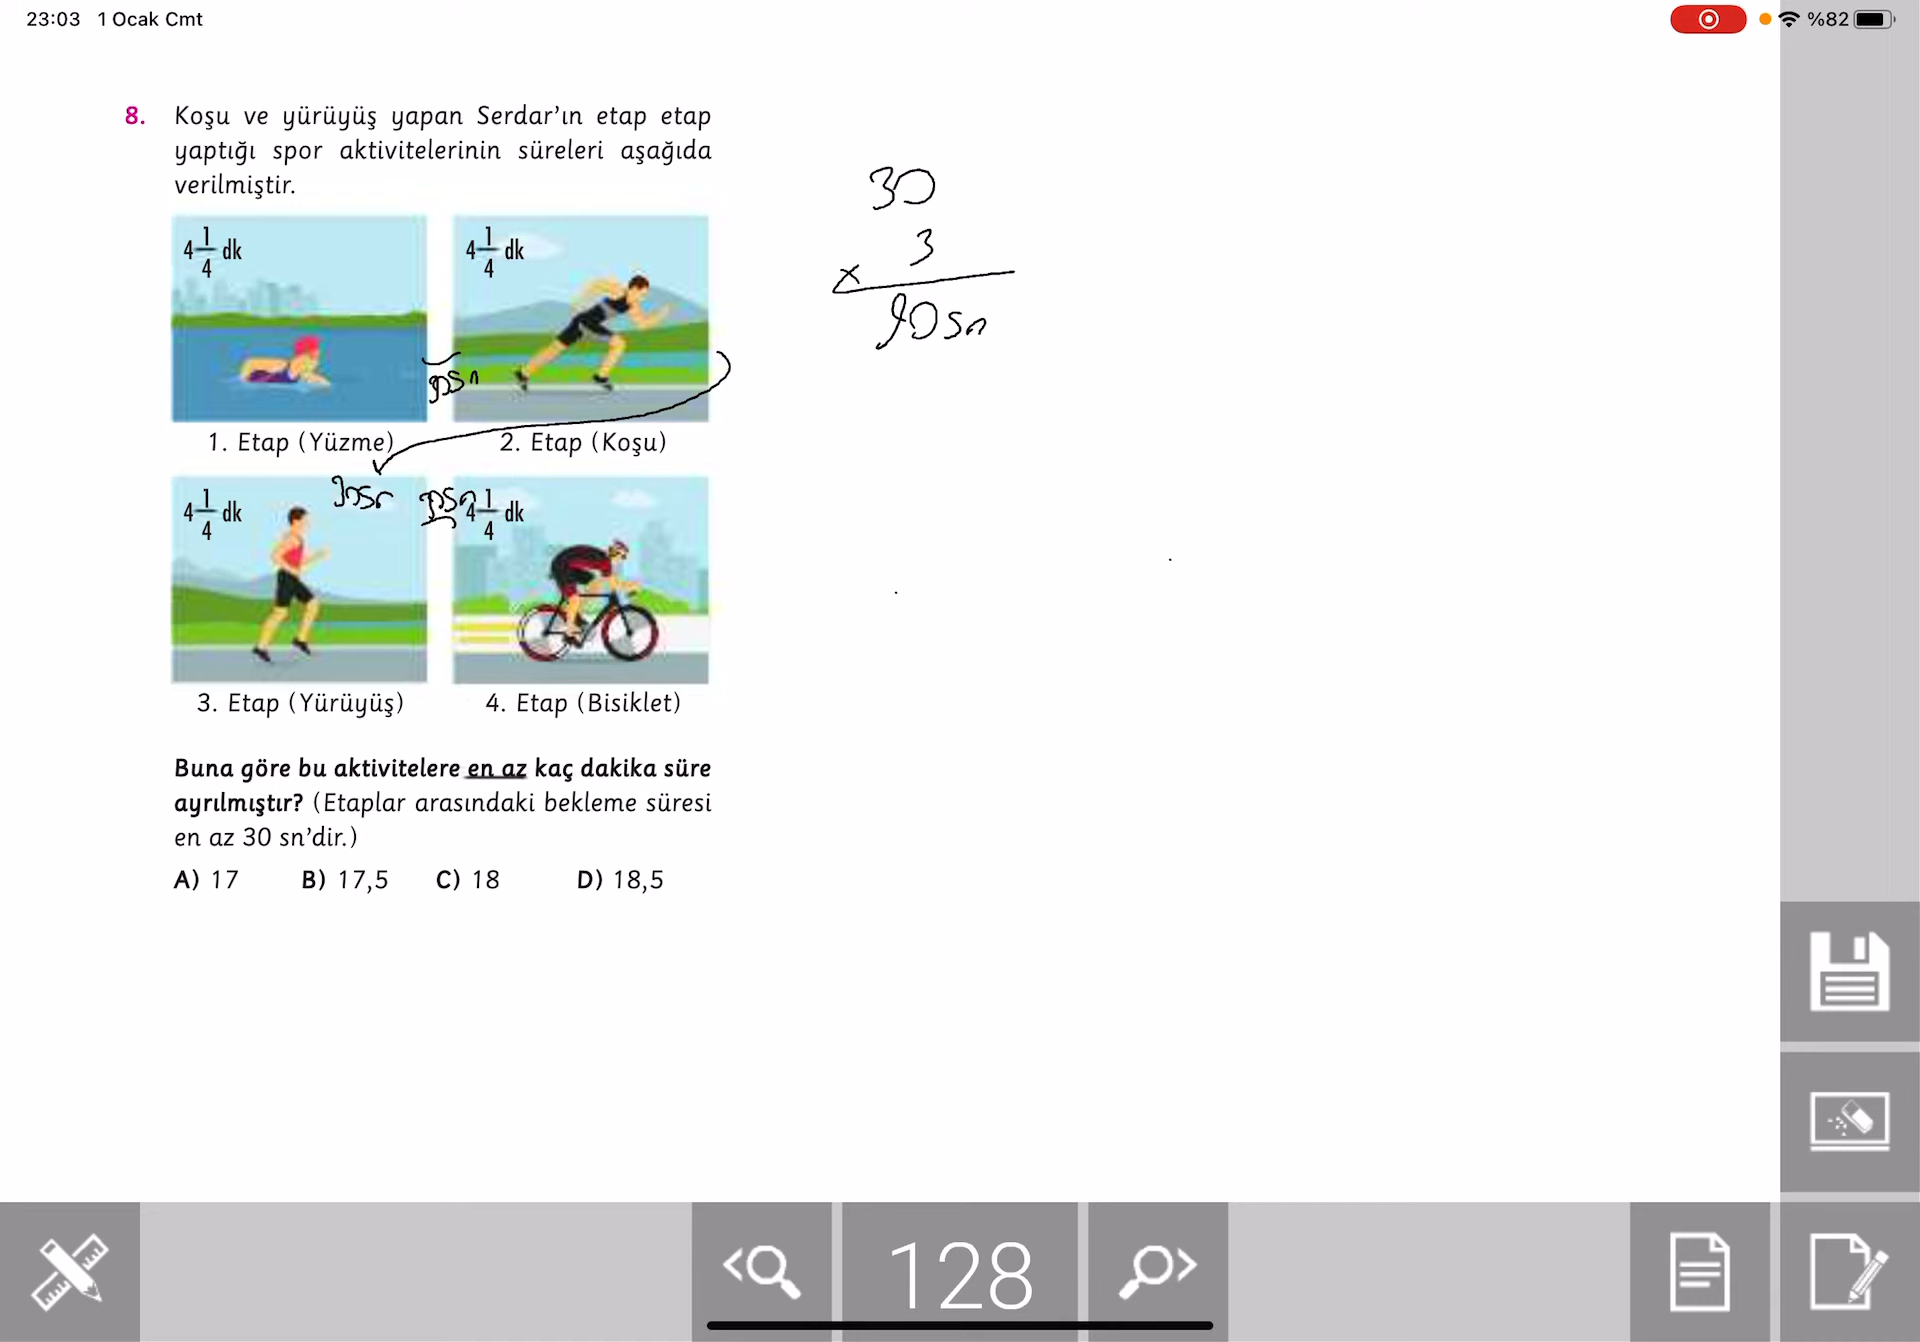 23:03 1 Ocak Cmt
%82
8. Koşu ve yürüyüş yapan Serdar'ın etap etap
yaptığı spor aktivitelerinin süreleri aşağıda
verilmiştir.
4 1/4 dk
4 1/4 dk
30sn
1. Etap (Yüzme)
2. Etap (Koşu)
4 1/4 dk
30sn
30sn
4 1/4 dk
3. Etap (Yürüyüş)
4. Etap (Bisiklet)
Buna göre bu aktivitelere en az kaç dakika süre
ayrılmıştır? (Etaplar arasındaki bekleme süresi
en az 30 sn'dir.)
A) 17 B) 17,5 C) 18 D) 18,5
30
3
x
90sn
128